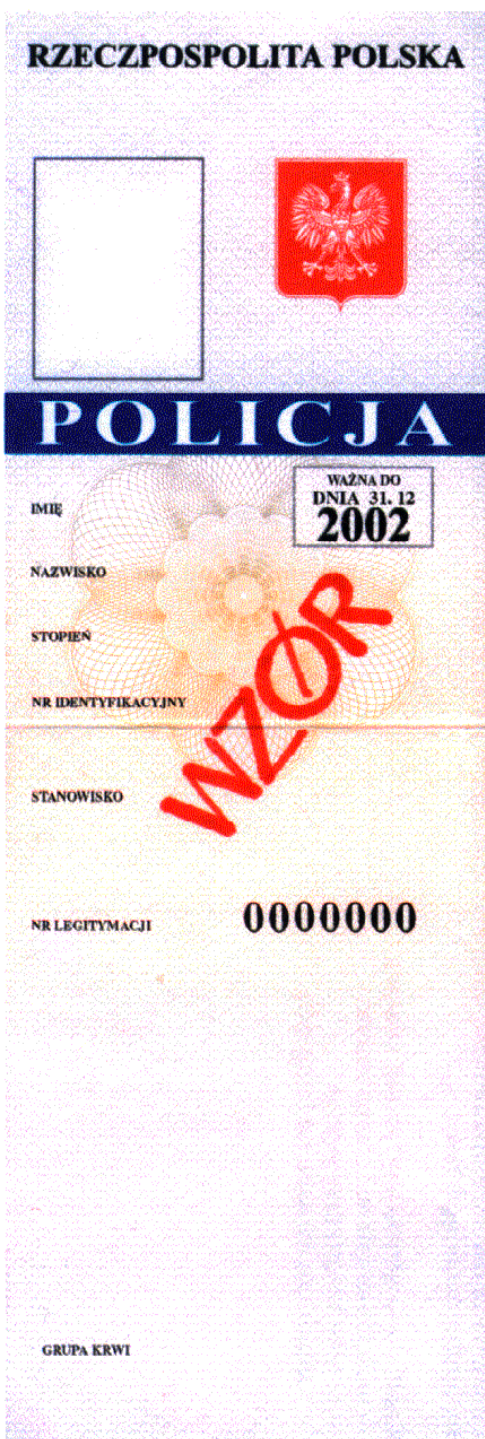 RZECZPOSPOLITA POLSKA
POLICJA
WAŻNA DO
DNIA 31. 12
2002
IMIĘ
NAZWISKO
STOPIEŃ
NR IDENTYFIKACYJNY
WZÓR
STANOWISKO
NR LEGITYMACJI 0000000
GRUPA KRWI